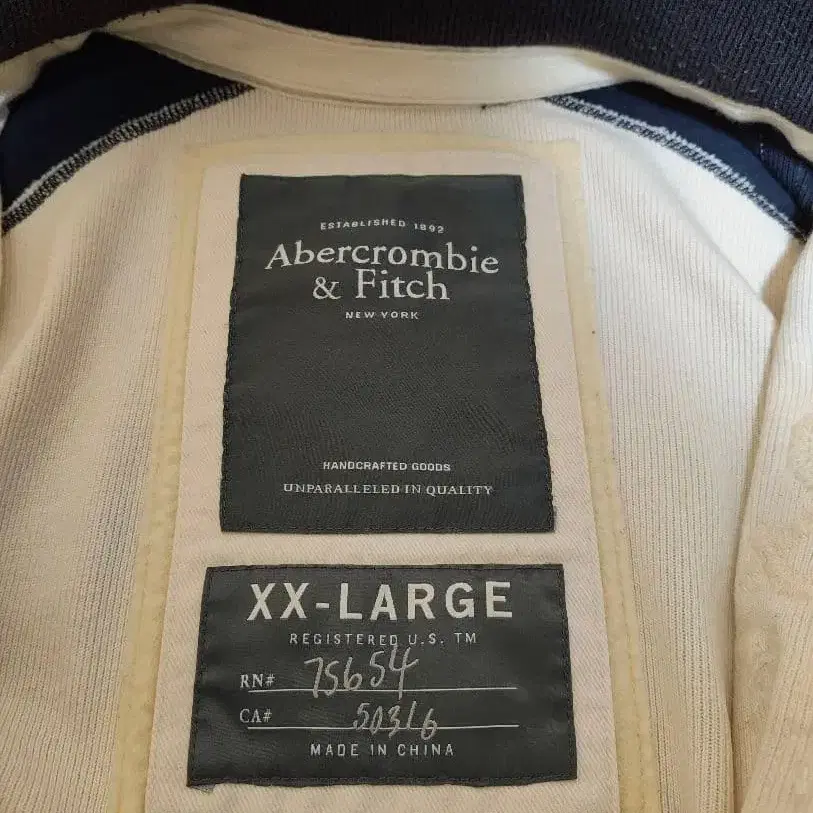 ESTABLISHED 1892
Abercrombie
& Fitch
NEW YORK
HANDCRAFTED GOODS
UNPARALLELED IN QUALITY
XX-LARGE
REGISTERED U.S. TM
RN# 75654
CA# 50316
MADE IN CHINA